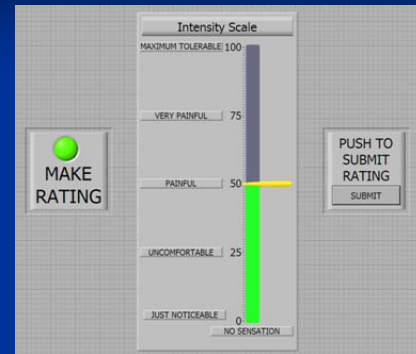 Intensity Scale
MAXIMUM TOLERABLE 100
VERY PAINFUL 75
MAKE
RATING
PAINFUL 50
PUSH TO
SUBMIT
RATING
SUBMIT
UNCOMFORTABLE 25
JUST NOTICEABLE
0
NO SENSATION